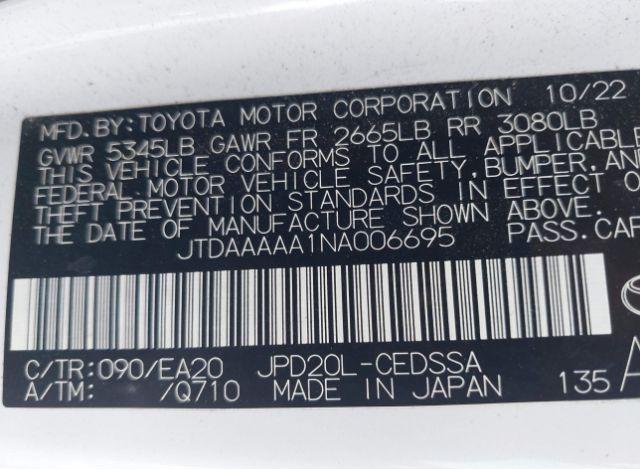 MFD.BY:TOYOTA MOTOR CORPORATION 10/22
GVWR 5345LB GAWR FR 2665LB RR 3080LB
THIS VEHICLE CONFORMS TO ALL APPLICABLE
FEDERAL MOTOR VEHICLE SAFETY,BUMPER,AND
THEFT PREVENTION STANDARDS IN EFFECT O
THE DATE OF MANUFACTURE SHOWN ABOVE.
JTDAAAAA1NA006695 PASS.CAR
C/TR:090/EA20 JPD20L-CEDSSA
A/TM: /Q710 MADE IN JAPAN 135